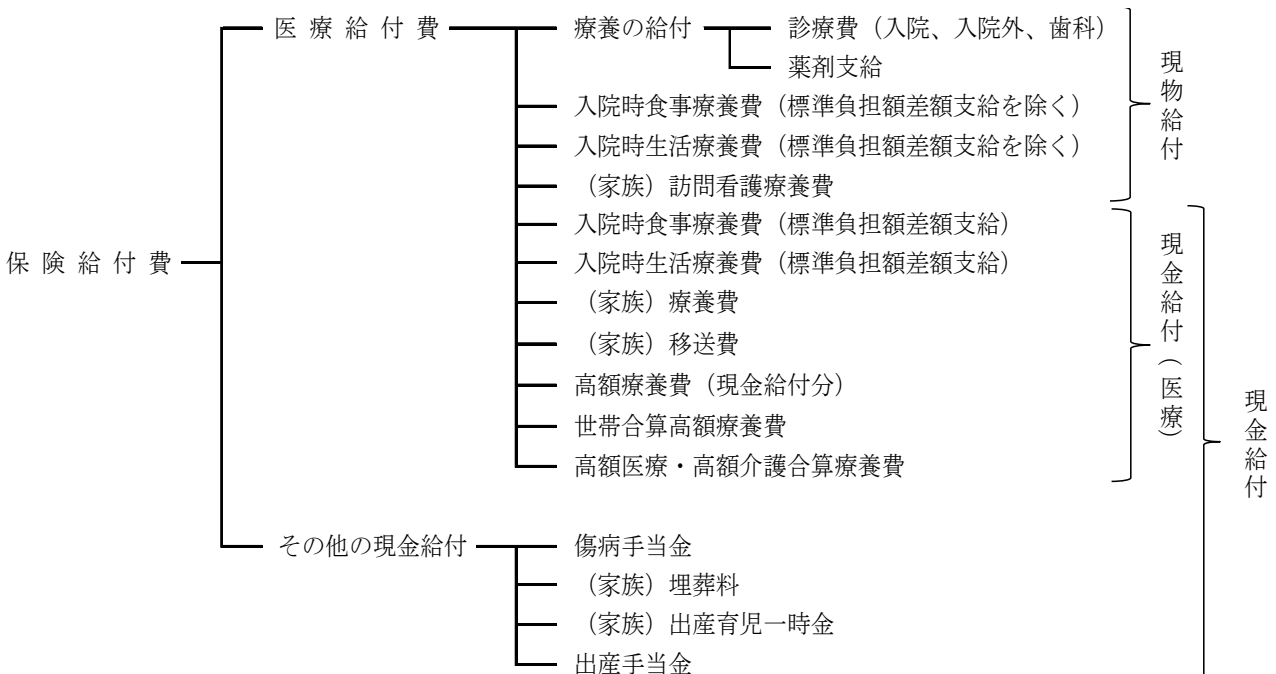 医療給付費
療養の給付
診療費（入院、入院外、歯科）
薬剤支給
入院時食事療養費（標準負担額差額支給を除く）
入院時生活療養費（標準負担額差額支給を除く）
（家族）訪問看護療養費
現物給付
入院時食事療養費（標準負担額差額支給）
保険給付費
入院時生活療養費（標準負担額差額支給）
（家族）療養費
（家族）移送費
高額療養費（現金給付分）
世帯合算高額療養費
高額医療・高額介護合算療養費
現金給付（医療）
現金給付
その他の現金給付
傷病手当金
（家族）埋葬料
（家族）出産育児一時金
出産手当金